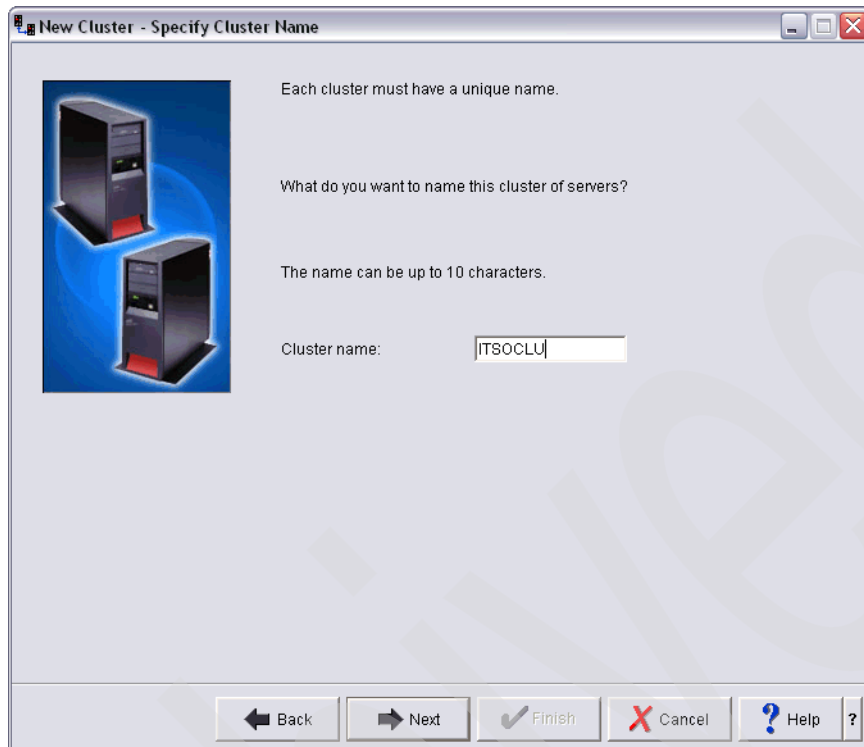 New Cluster - Specify Cluster Name
Each cluster must have a unique name.
What do you want to name this cluster of servers?
The name can be up to 10 characters.
Cluster name: ITSOCLU
Back Next Finish Cancel ? Help ?